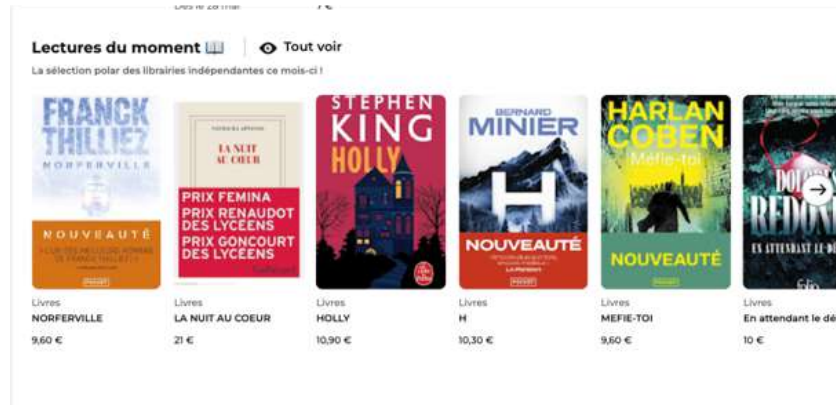 7 €
Lectures du moment
Tout voir
La sélection polar des librairies indépendantes ce mois-ci !
FRANCK
THILLIEZ
NORFERVILLE
NOUVEAUTÉ
POCKET
LA NUIT
AU CŒUR
PRIX FEMINA
PRIX RENAUDOT
DES LYCÉENS
PRIX GONCOURT
DES LYCÉENS
Gallimard
STEPHEN
KING
HOLLY
BERNARD
MINIER
H
NOUVEAUTÉ
POCKET
HARLAN
COBEN
Méfie-toi
NOUVEAUTÉ
POCKET
EN ATTENDANT LE
folio
Livres
NORFERVILLE
9,60 €
Livres
LA NUIT AU COEUR
21 €
Livres
HOLLY
10,90 €
Livres
H
10,30 €
Livres
MEFIE-TOI
9,60 €
Livres
En attendant le dé
10 €